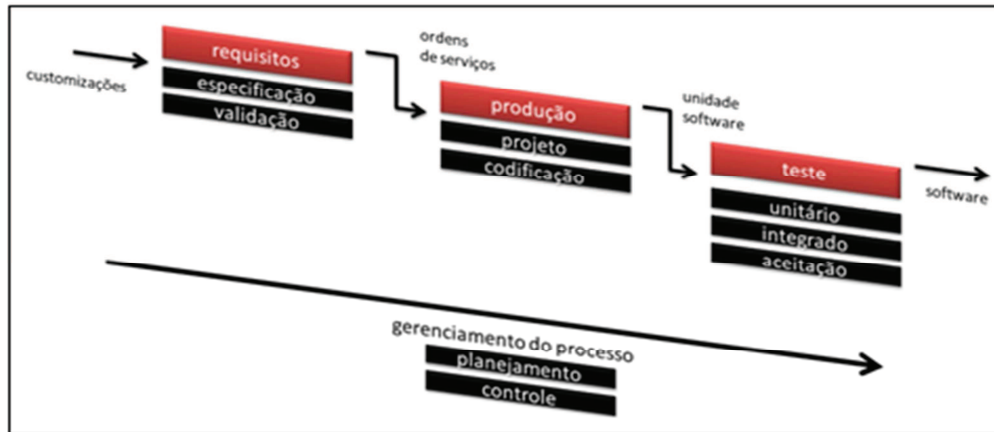 customizações
requisitos
especificação
validação
ordens
de serviços
produção
projeto
codificação
unidade
software
teste
unitário
integrado
aceitação
software
gerenciamento do processo
planejamento
controle